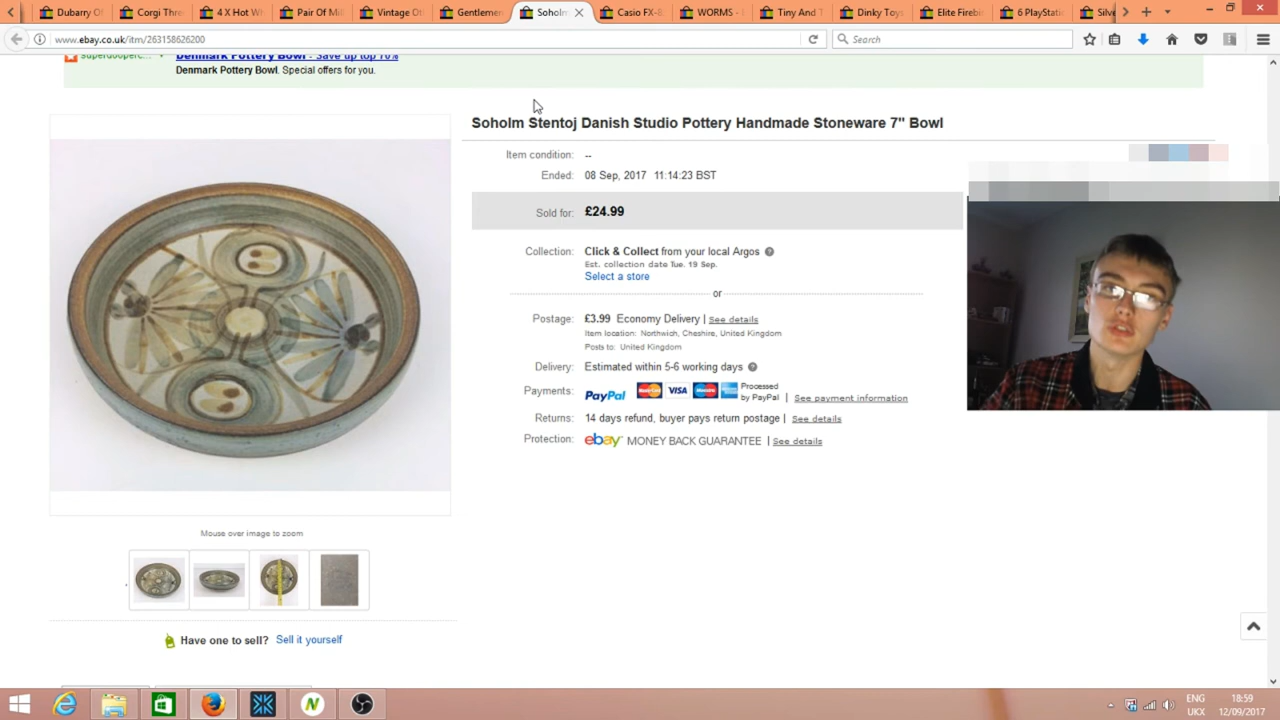 Dubarry Of
Corgi Thre
4 X Hot W
Pair Of Mi
Vintage Ot
Gentlemen
Soholm
Casio FX-8
WORMS - 
Tiny And T
Dinky Toys
Elite Firebir
6 PlayStati
Silve
www.ebay.co.uk/itm/263158626200
Search
Denmark Pottery Bowl - Save up top 70%
Denmark Pottery Bowl. Special offers for you.
Soholm Stentoj Danish Studio Pottery Handmade Stoneware 7" Bowl
Item condition: --
Ended: 08 Sep, 2017 11:14:23 BST
Sold for: £24.99
Collection: Click & Collect from your local Argos
Est. collection date Tue. 19 Sep.
Select a store
or
Postage: £3.99 Economy Delivery | See details
Item location: Northwich, Cheshire, United Kingdom
Posts to: United Kingdom
Delivery: Estimated within 5-6 working days
Payments: PayPal VISA Processed by PayPal | See payment information
Returns: 14 days refund, buyer pays return postage | See details
Protection: ebay MONEY BACK GUARANTEE | See details
Mouse over image to zoom
Have one to sell? Sell it yourself
ENG 18:59
UKX 12/09/2017